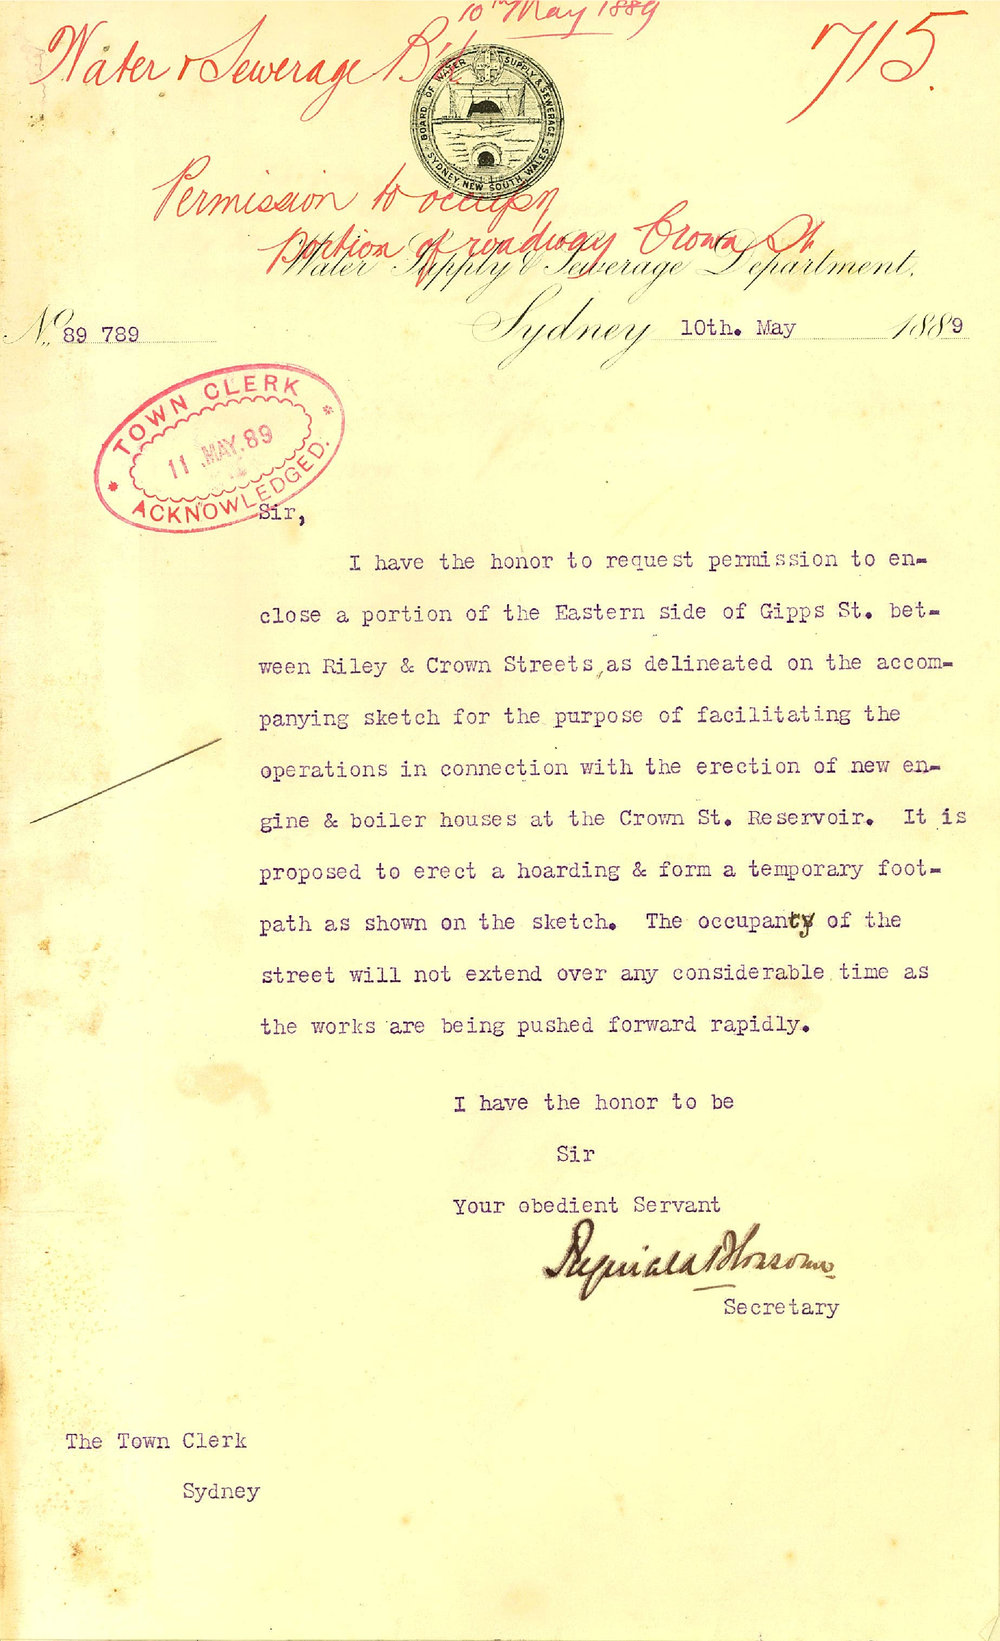 10th May 1889
Water & Sewerage B'd
715.
BOARD OF WATER SUPPLY & SEWERAGE
SYDNEY, NEW SOUTH WALES
Permission to occupy
portion of roadway Crown St
Water Supply & Sewerage Department.
No. 89 789
Sydney 10th. May 1889
TOWN CLERK
11 MAY. 89
ACKNOWLEDGED.
Sir,
I have the honor to request permission to en-
close a portion of the Eastern side of Gipps St. bet-
ween Riley & Crown Streets, as delineated on the accom-
panying sketch for the purpose of facilitating the
operations in connection with the erection of new en-
gine & boiler houses at the Crown St. Reservoir. It is
proposed to erect a hoarding & form a temporary foot-
path as shown on the sketch. The occupancy of the
street will not extend over any considerable time as
the works are being pushed forward rapidly.
I have the honor to be
Sir
Your obedient Servant
Reginald
Secretary
The Town Clerk
Sydney